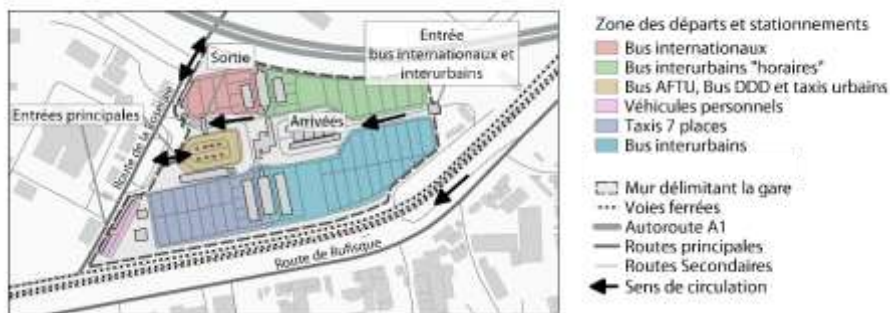 Entrée
bus internationaux et
interurbains
Sortie
Entrées principales
Arrivées
Route de Rufisque
Zone des départs et stationnements
Bus internationaux
Bus interurbains "horaires"
Bus AFTU, Bus DDD et taxis urbains
Véhicules personnels
Taxis 7 places
Bus interurbains
Mur délimitant la gare
Voies ferrées
Autoroute A1
Routes principales
Routes Secondaires
Sens de circulation
Route de la